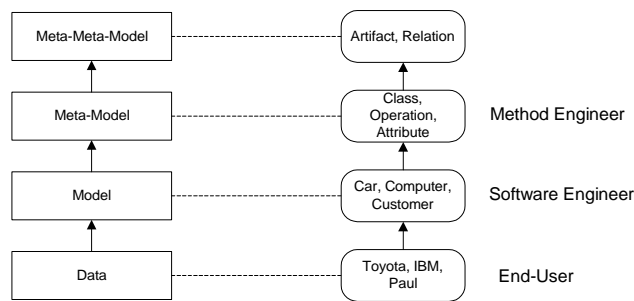 Meta-Meta-Model
Artifact, Relation
Meta-Model
Class,
Operation,
Attribute
Method Engineer
Model
Car, Computer,
Customer
Software Engineer
Data
Toyota, IBM,
Paul
End-User